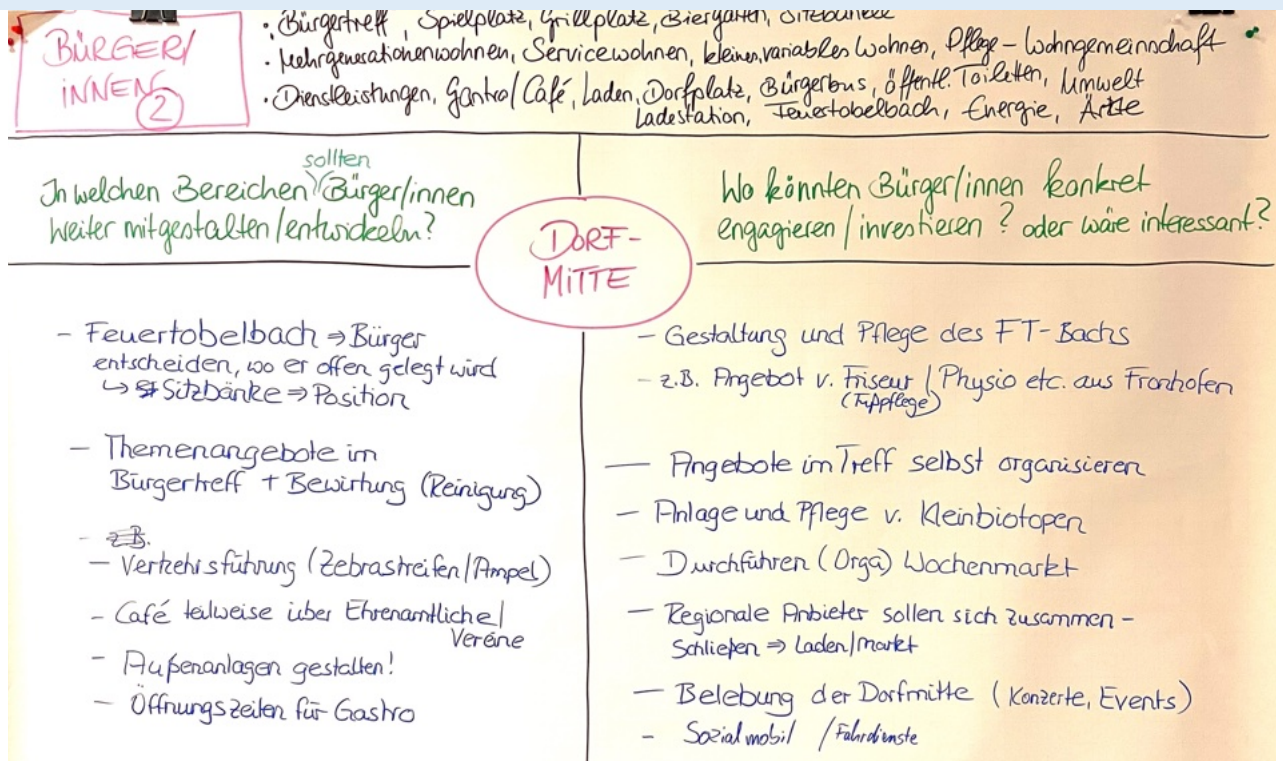 BÜRGER/
iNNEN
2
• Bürgertreff, Spielplatz, Grillplatz, Biergarten, Sitzbänke
• Mehrgenerationenwohnen, Servicewohnen, kleines, variables Wohnen, Pflege-Wohngemeinschaft
• Dienstleistungen, Gastro/Café, Laden, Dorfplatz, Bürgerbus, öffentl. Toiletten, Umwelt
Ladestation, Feuertobelbach, Energie, Ärzte
sollten
In welchen Bereichen Bürger/innen
weiter mitgestalten/entwickeln?
DORF-
MITTE
Wo könnten Bürger/innen konkret
engagieren/investieren? oder wäre interessant?
- Feuertobelbach ⇒ Bürger
entscheiden, wo er offen gelegt wird
↳ Sitzbänke ⇒ Position
- Themenangebote im
Bürgertreff + Bewirtung (Reinigung)
- z.B.
- Verkehrsführung (Zebrastreifen/Ampel)
- Café teilweise über Ehrenamtliche/
Vereine
- Außenanlagen gestalten!
- Öffnungszeiten für Gastro
- Gestaltung und Pflege des FT-Bachs
- z.B. Angebot v. Friseur / Physio etc. aus Fronhofen
(Fußpflege)
- Angebote im Treff selbst organisieren
- Anlage und Pflege v. Kleinbiotopen
- Durchführen (Orga) Wochenmarkt
- Regionale Anbieter sollen sich zusammen-
schließen ⇒ Laden/Markt
- Belebung der Dorfmitte (Konzerte, Events)
- Sozialmobil / Fahrdienste